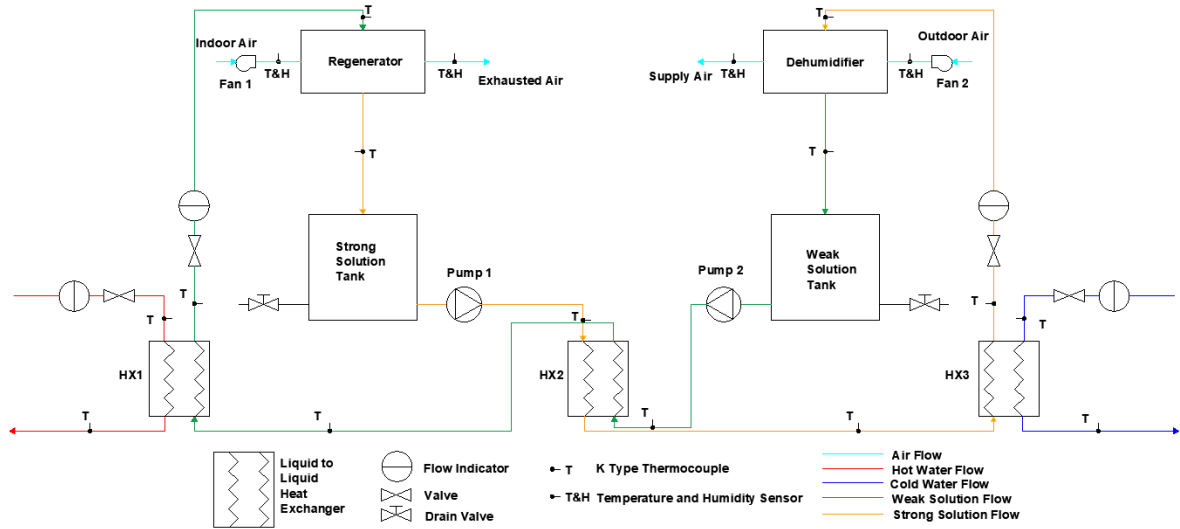 T
T
Indoor Air
Outdoor Air
Regenerator
Dehumidifier
T&H
T&H
Exhausted Air
Supply Air
T&H
T&H
Fan 1
Fan 2
T
T
Strong
Solution
Tank
Weak
Solution
Tank
Pump 1
Pump 2
T
T
T
T
T
HX1
HX2
HX3
T
T
T
T
T
Liquid to
Liquid
Heat
Exchanger
Flow Indicator
Valve
Drain Valve
T
K Type Thermocouple
T&H
Temperature and Humidity Sensor
Air Flow
Hot Water Flow
Cold Water Flow
Weak Solution Flow
Strong Solution Flow